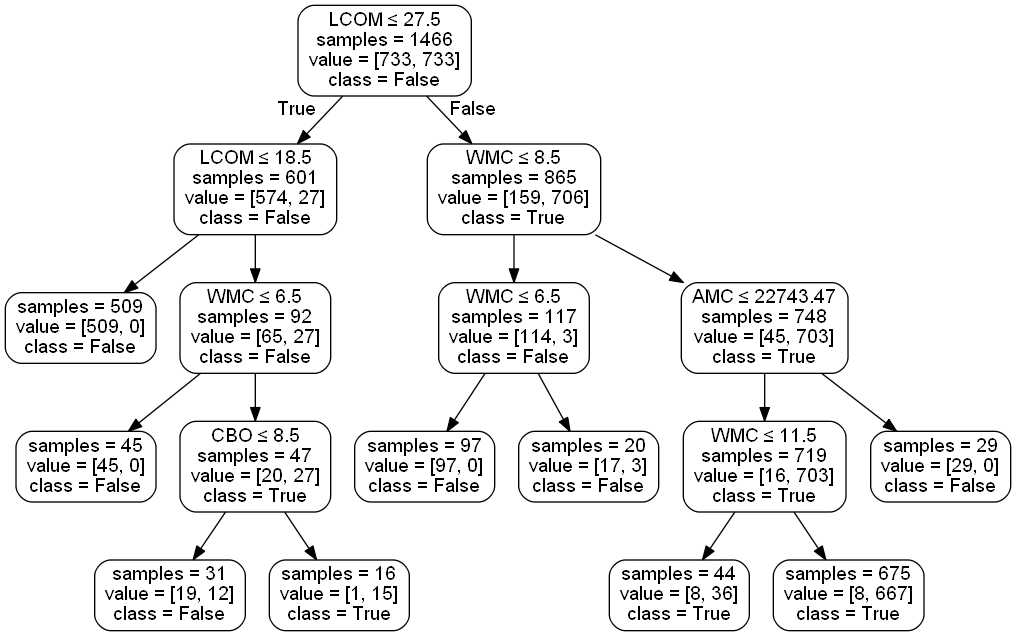 LCOM ≤ 27.5
samples = 1466
value = [733, 733]
class = False
True
False
LCOM ≤ 18.5
samples = 601
value = [574, 27]
class = False
WMC ≤ 8.5
samples = 865
value = [159, 706]
class = True
samples = 509
value = [509, 0]
class = False
WMC ≤ 6.5
samples = 92
value = [65, 27]
class = False
WMC ≤ 6.5
samples = 117
value = [114, 3]
class = False
AMC ≤ 22743.47
samples = 748
value = [45, 703]
class = True
samples = 45
value = [45, 0]
class = False
CBO ≤ 8.5
samples = 47
value = [20, 27]
class = True
samples = 97
value = [97, 0]
class = False
samples = 20
value = [17, 3]
class = False
WMC ≤ 11.5
samples = 719
value = [16, 703]
class = True
samples = 29
value = [29, 0]
class = False
samples = 31
value = [19, 12]
class = False
samples = 16
value = [1, 15]
class = True
samples = 44
value = [8, 36]
class = True
samples = 675
value = [8, 667]
class = True